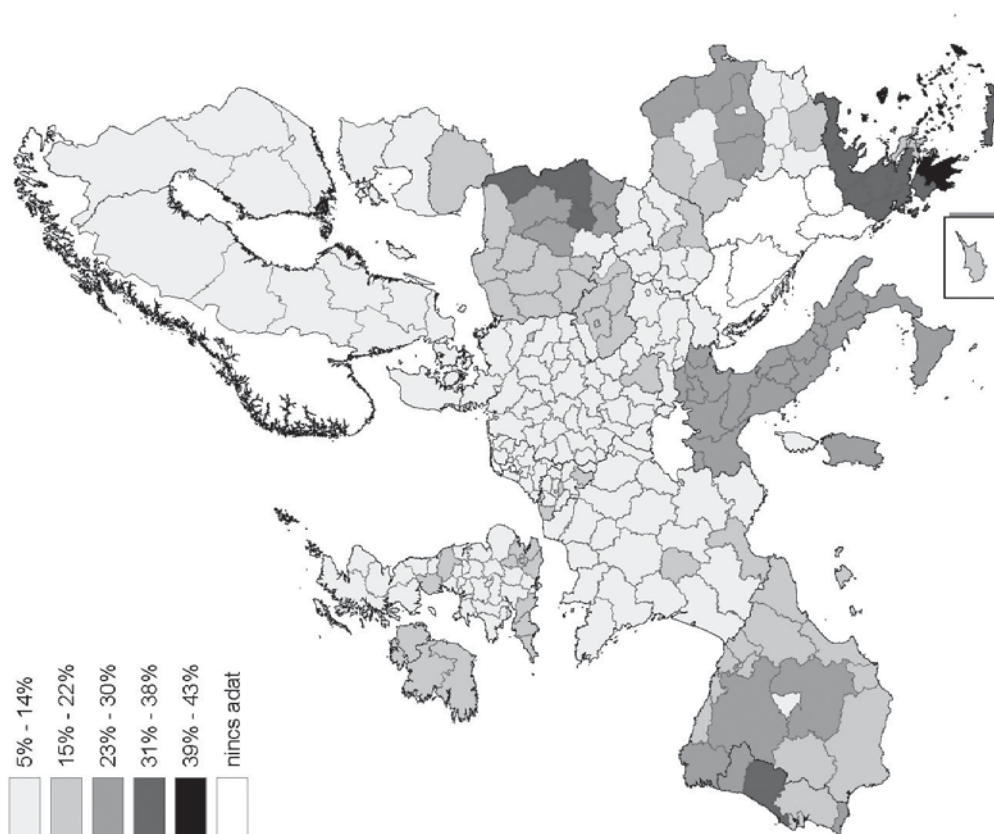 5% - 14%
15% - 22%
23% - 30%
31% - 38%
39% - 43%
nincs adat